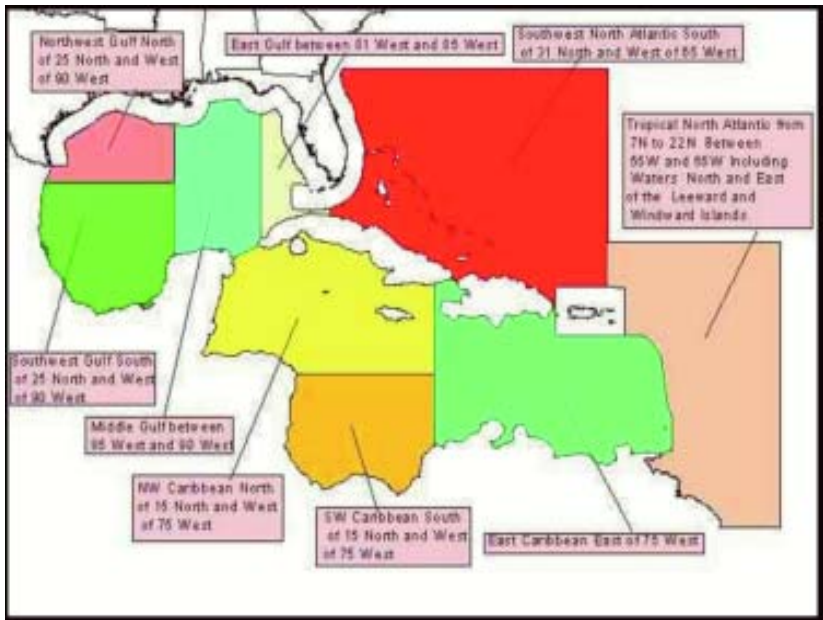 Northwest Gulf North
of 25 North and West
of 90 West
East Gulf between 81 West and 85 West
Southwest North Atlantic South
of 31 North and West of 65 West
Tropical North Atlantic from
7N to 22N Between
55W and 65W Including
Waters North and East
of the Leeward and
Windward Islands
Southwest Gulf South
of 25 North and West
of 90 West
Middle Gulf between
85 West and 90 West
NW Caribbean North
of 15 North and West
of 75 West
SW Caribbean South
of 15 North and West
of 75 West
East Caribbean East of 75 West